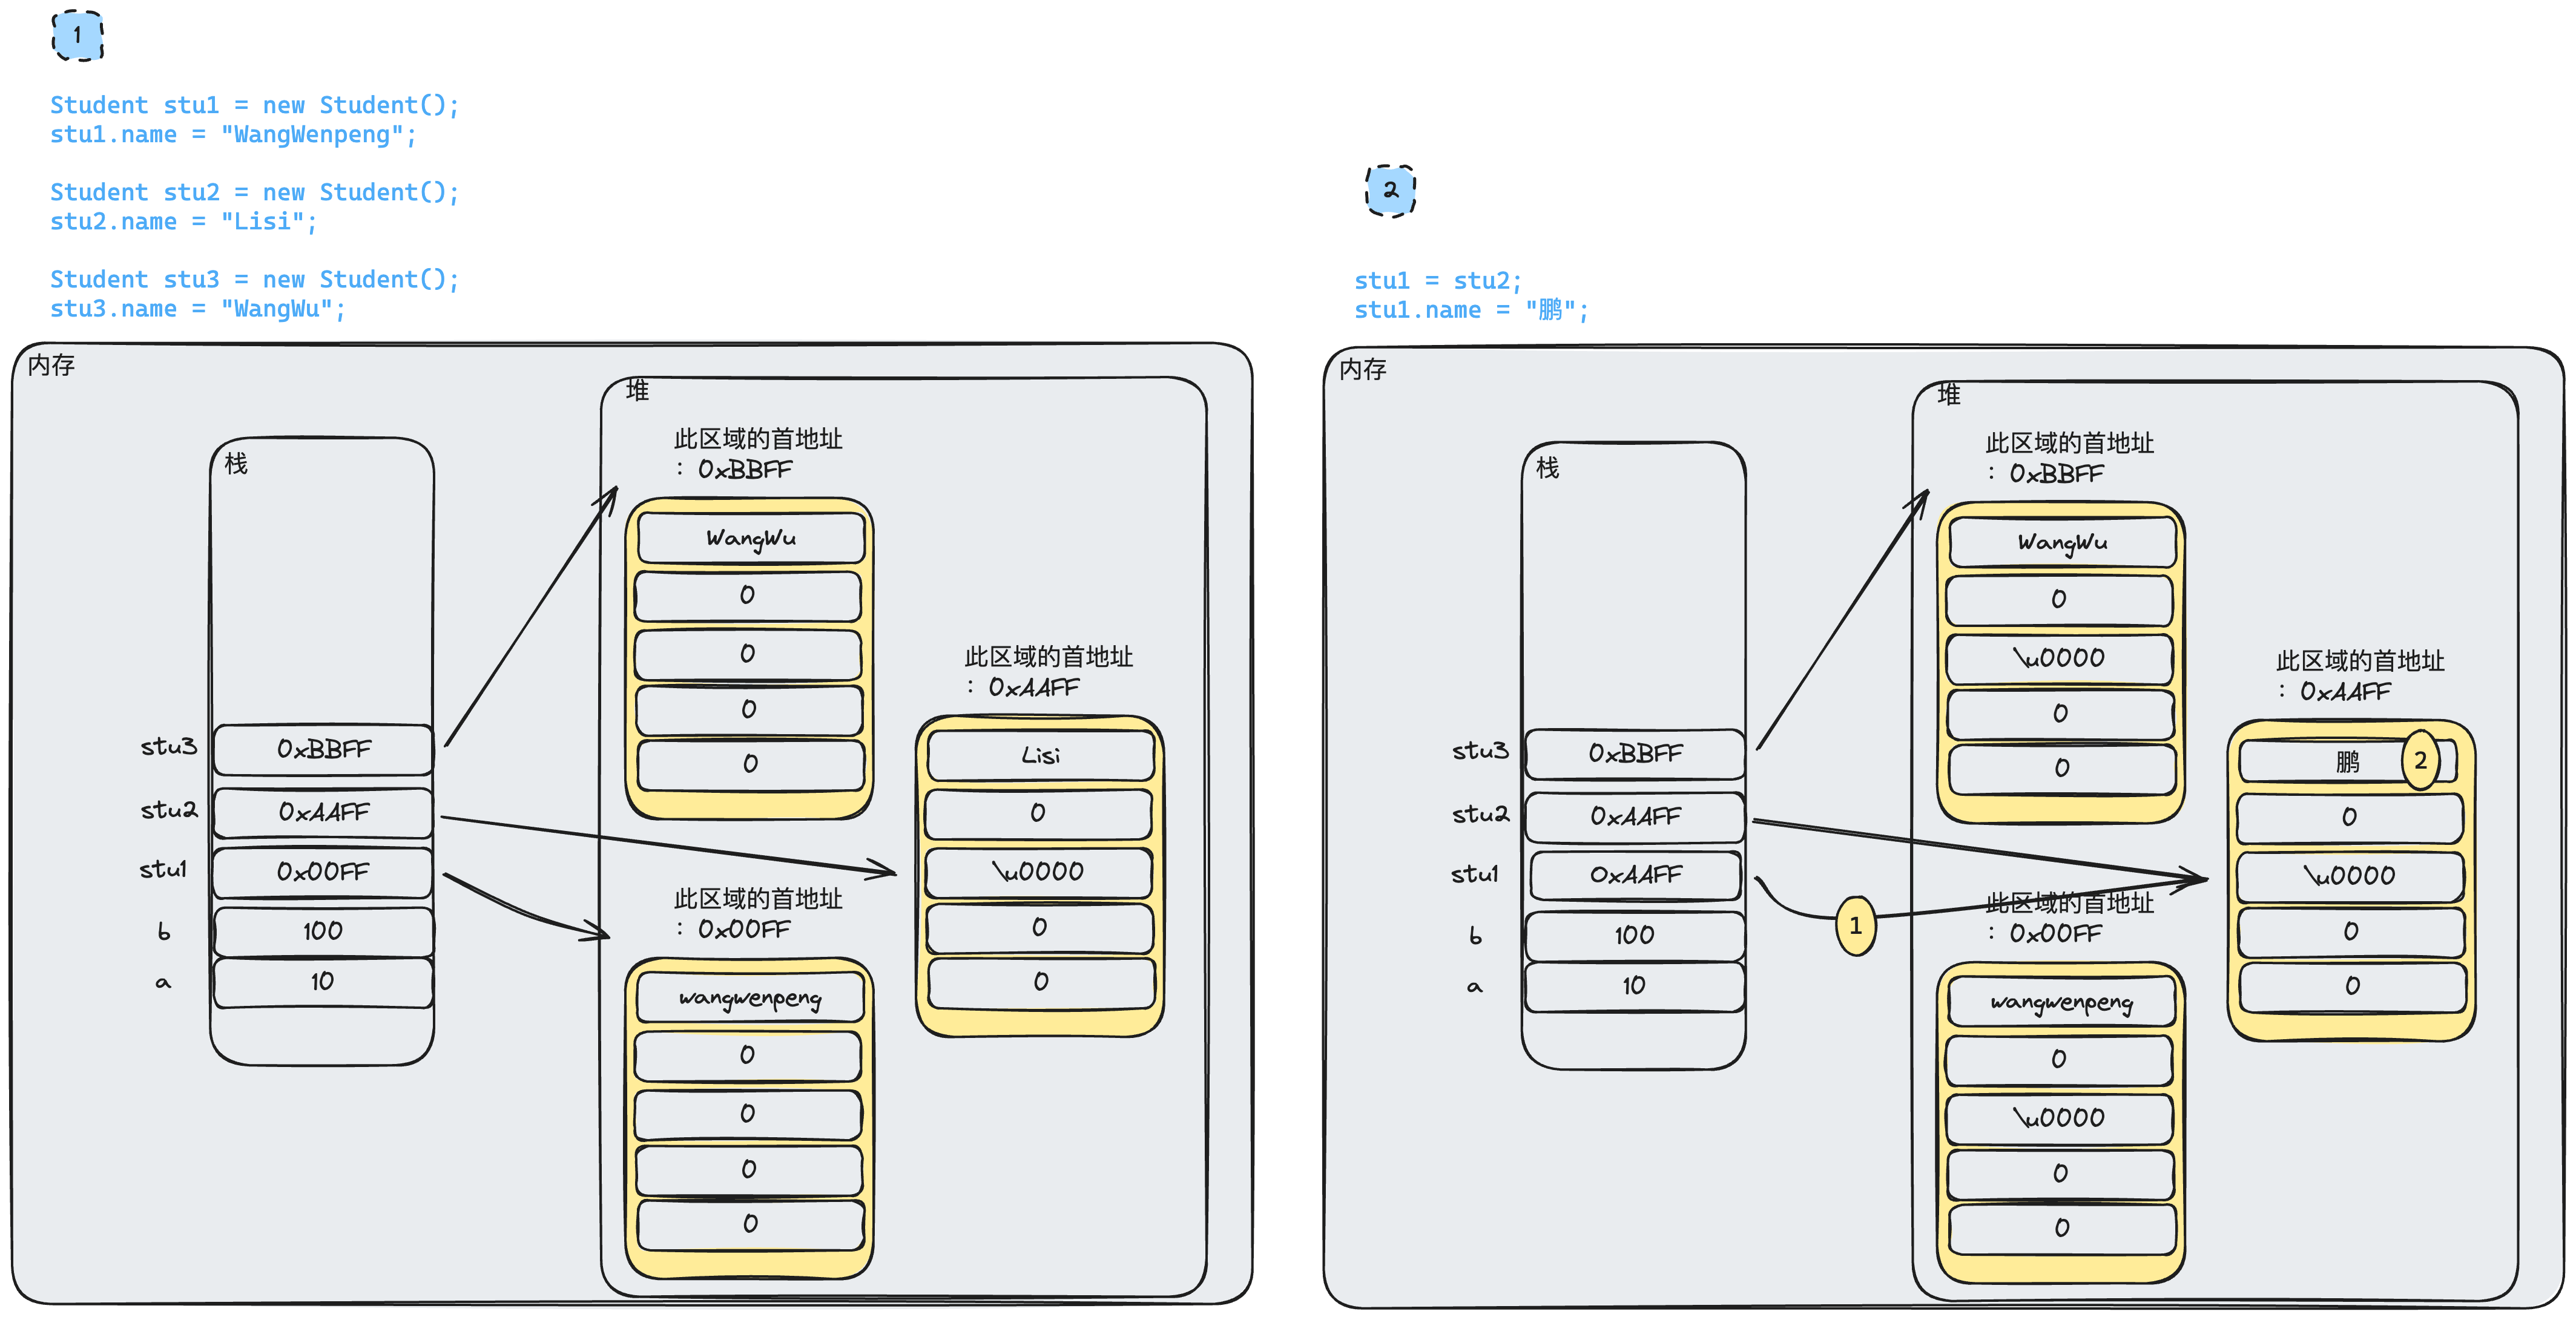 1
Student stu1 = new Student();
stu1.name = "WangWenpeng";
Student stu2 = new Student();
stu2.name = "Lisi";
Student stu3 = new Student();
stu3.name = "WangWu";
内存
栈
stu3
0xBBFF
stu2
0xAAFF
stu1
0x00FF
b
100
a
10
堆
此区域的首地址
：0xBBFF
WangWu
0
0
0
0
此区域的首地址
：0xAAFF
Lisi
0
\u0000
0
0
此区域的首地址
：0x00FF
wangwenpeng
0
0
0
0
2
stu1 = stu2;
stu1.name = "鹏";
内存
栈
stu3
0xBBFF
stu2
0xAAFF
stu1
0xAAFF
b
100
a
10
1
堆
此区域的首地址
：0xBBFF
WangWu
0
\u0000
0
0
此区域的首地址
：0xAAFF
鹏
2
0
\u0000
0
0
此区域的首地址
：0x00FF
wangwenpeng
0
\u0000
0
0